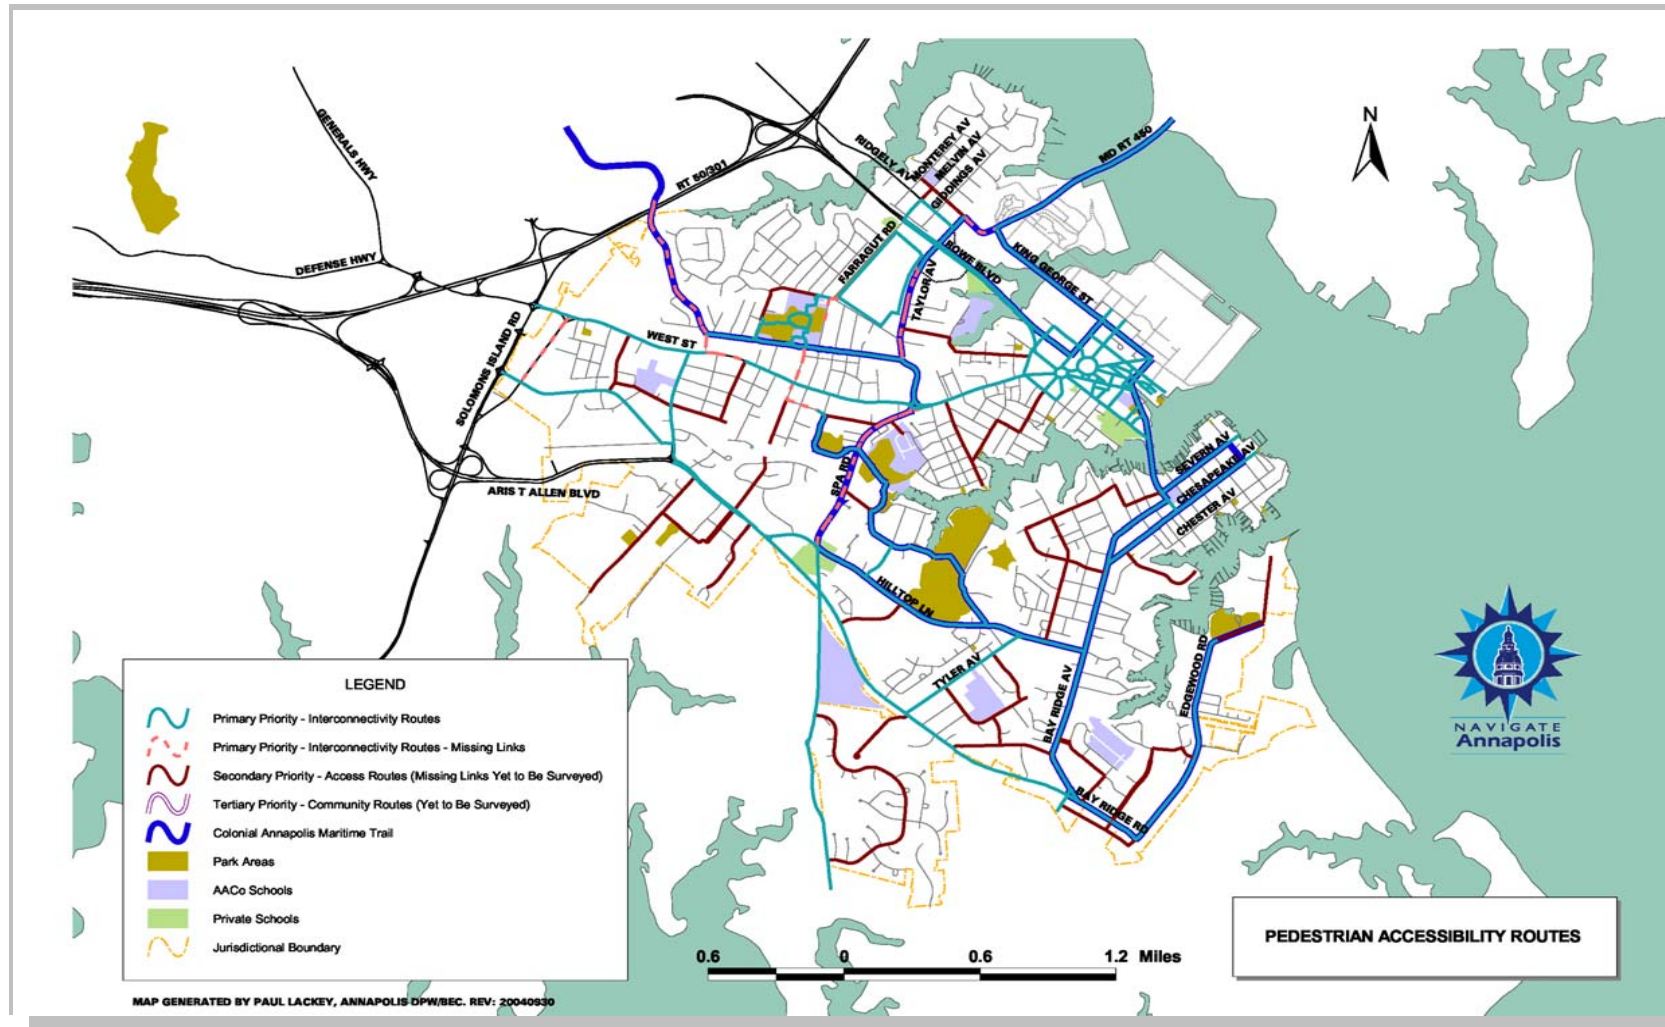 GENERALS HWY
RT 50/301
RIDGELY AV
MONTEREY AV
MELVIN AV
GIDDINGS AV
MD RT 450
N
DEFENSE HWY
FARRAGUT RD
ROWE BLVD
KING GEORGE ST
TAYLOR AV
SOLOMONS ISLAND RD
WEST ST
SPA RD
SEVERN AV
CHESAPEAKE AV
CHESTER AV
ARIS T ALLEN BLVD
HILLTOP LN
TYLER AV
BAY RIDGE AV
EDGEWOOD RD
BAY RIDGE RD
NAVIGATE
Annapolis
LEGEND
Primary Priority - Interconnectivity Routes
Primary Priority - Interconnectivity Routes - Missing Links
Secondary Priority - Access Routes (Missing Links Yet to Be Surveyed)
Tertiary Priority - Community Routes (Yet to Be Surveyed)
Colonial Annapolis Maritime Trail
Park Areas
AACo Schools
Private Schools
Jurisdictional Boundary
0.6 0 0.6 1.2 Miles
PEDESTRIAN ACCESSIBILITY ROUTES
MAP GENERATED BY PAUL LACKEY, ANNAPOLIS DPW/BEC. REV: 20040930